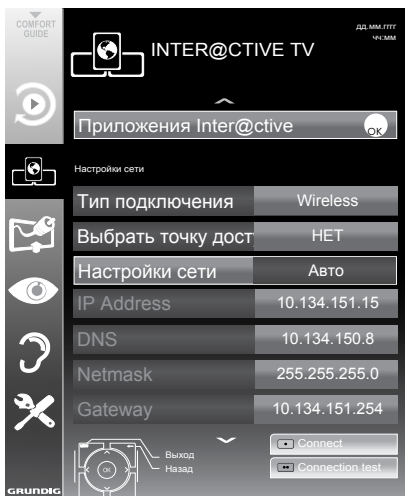 COMFORT
GUIDE
INTER@CTIVE TV
дд.мм.гггг
чч:мм
Приложения Inter@ctive
OK
Настройки сети
Тип подключения Wireless
Выбрать точку дост НЕТ
Настройки сети Авто
IP Address 10.134.151.15
DNS 10.134.150.8
Netmask 255.255.255.0
Gateway 10.134.151.254
OK
Выход
Назад
Connect
Connection test
GRUNDIG